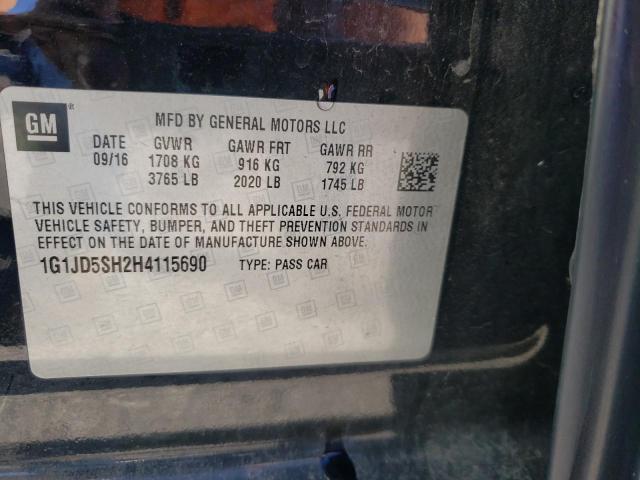 GM
MFD BY GENERAL MOTORS LLC
DATE GVWR GAWR FRT GAWR RR
09/16 1708 KG 916 KG 792 KG
3765 LB 2020 LB 1745 LB
THIS VEHICLE CONFORMS TO ALL APPLICABLE U.S. FEDERAL MOTOR
VEHICLE SAFETY, BUMPER, AND THEFT PREVENTION STANDARDS IN
EFFECT ON THE DATE OF MANUFACTURE SHOWN ABOVE.
1G1JD5SH2H4115690 TYPE: PASS CAR